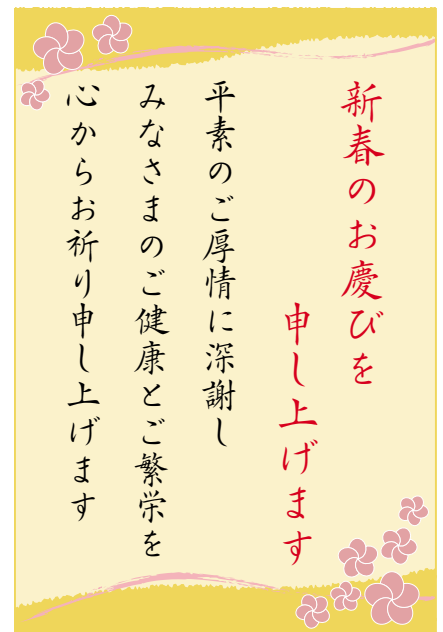 新春のお慶びを
申し上げます
平素のご厚情に深謝し
みなさまのご健康とご繁栄を
心からお祈り申し上げます